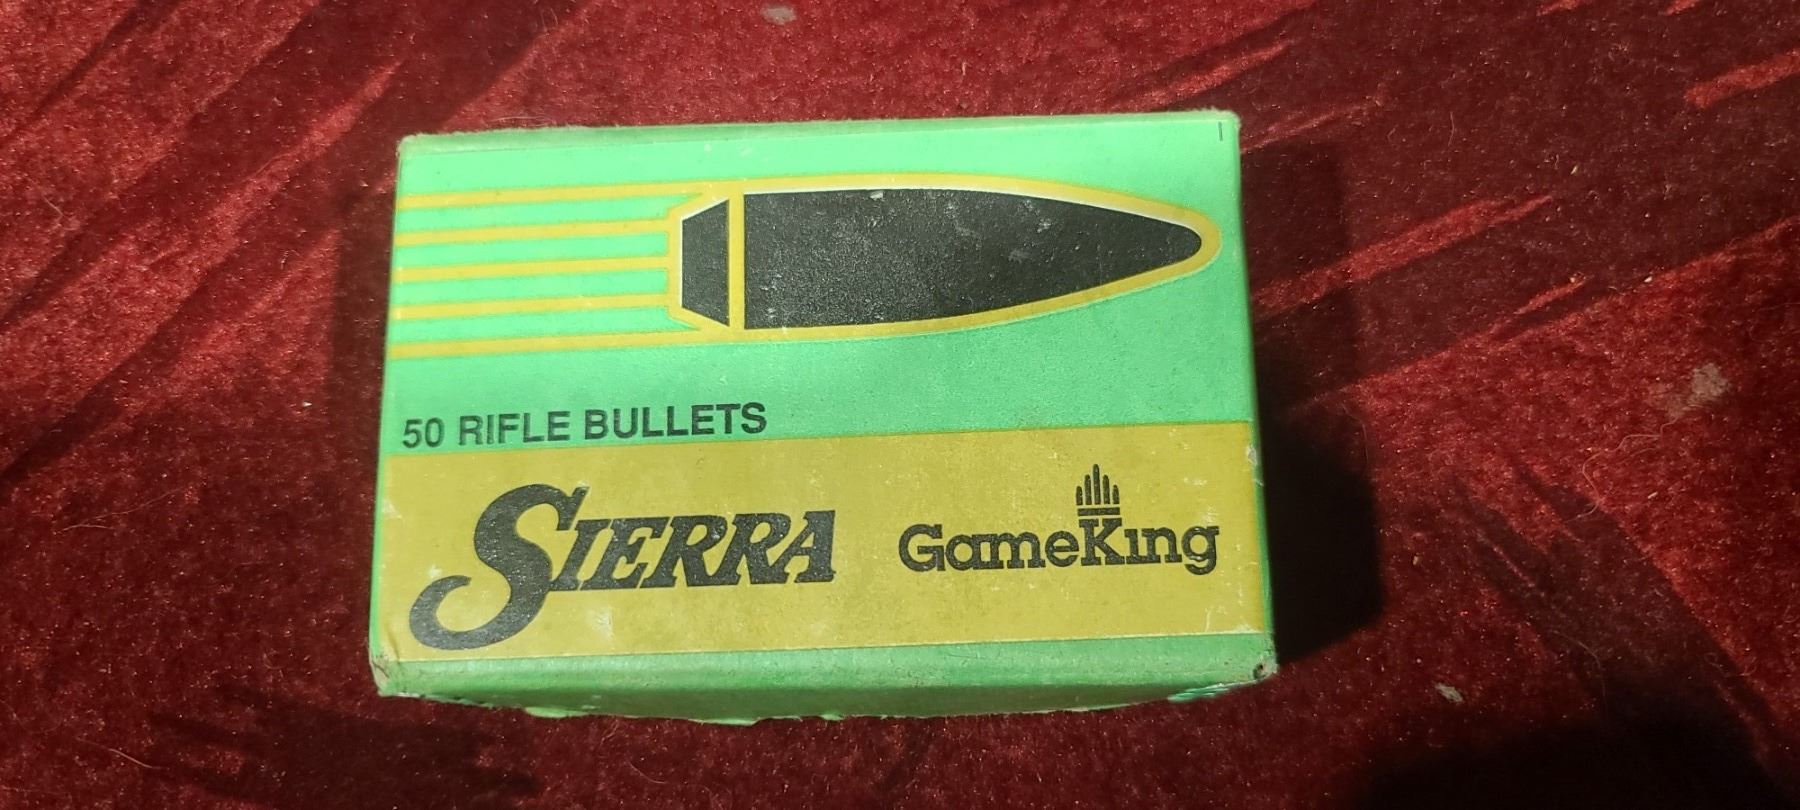 50 RIFLE BULLETS
SIERRA
GameKing